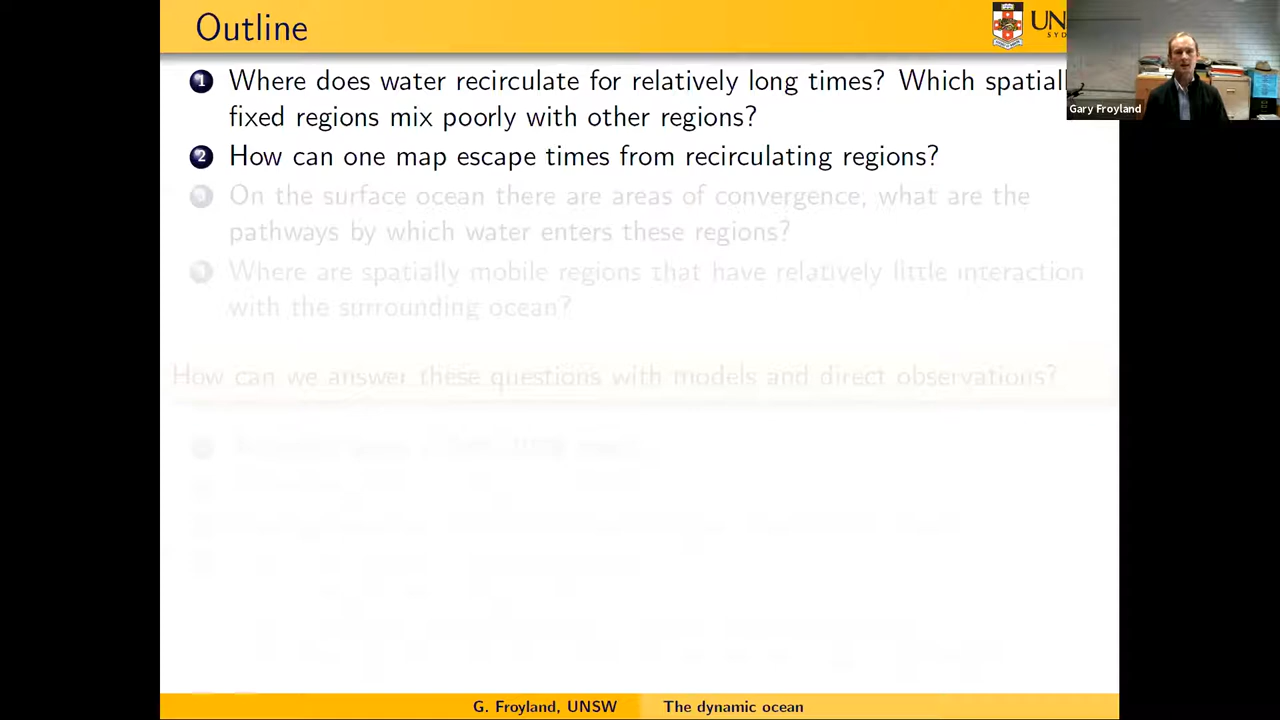 Outline
UN
SYD
Gary Froyland
1 Where does water recirculate for relatively long times? Which spatiall
fixed regions mix poorly with other regions?
2 How can one map escape times from recirculating regions?
3 On the surface ocean there are areas of convergence, what are the
pathways by which water enters these regions?
4 Where are spatially mobile regions that have relatively little interaction
with the surrounding ocean?
How can we answer these questions with models and direct observations?
G. Froyland, UNSW The dynamic ocean